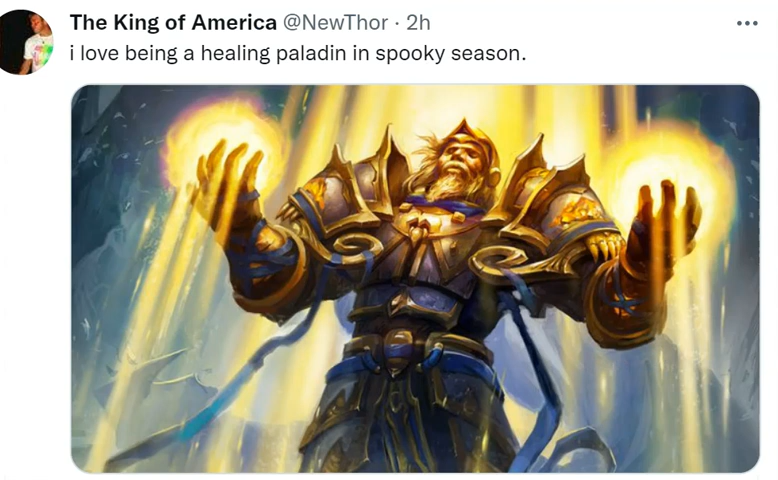 The King of America @NewThor · 2h
i love being a healing paladin in spooky season.